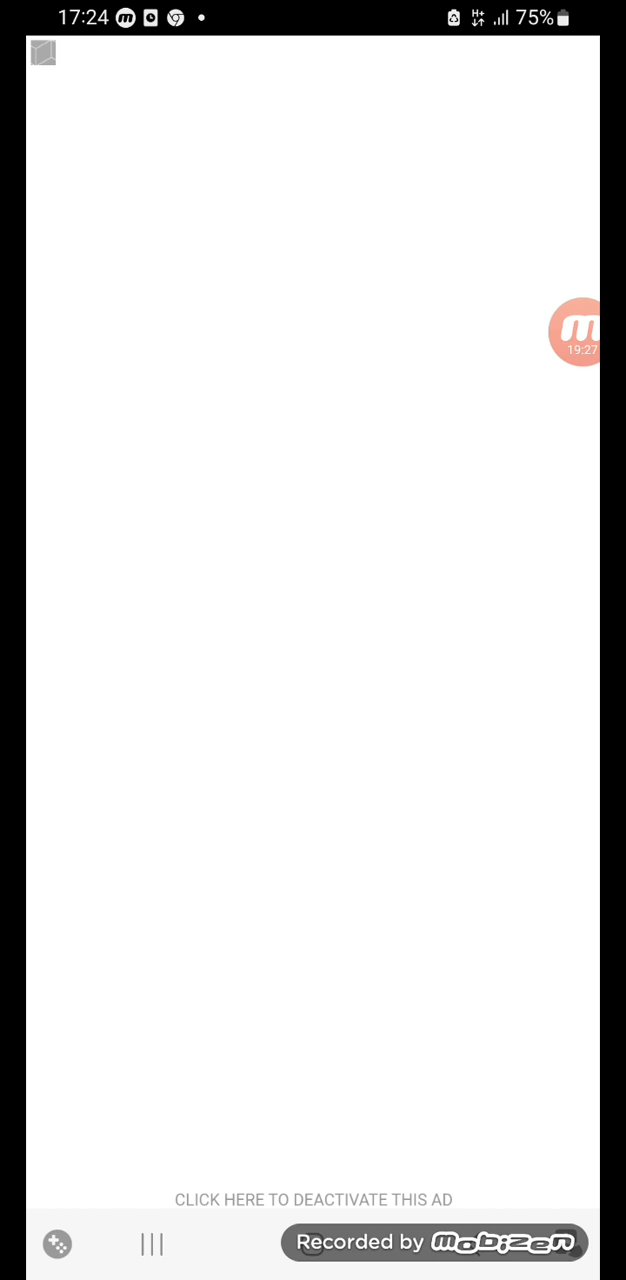 17:24 m 75%
m
19:27
CLICK HERE TO DEACTIVATE THIS AD
Recorded by mobizen